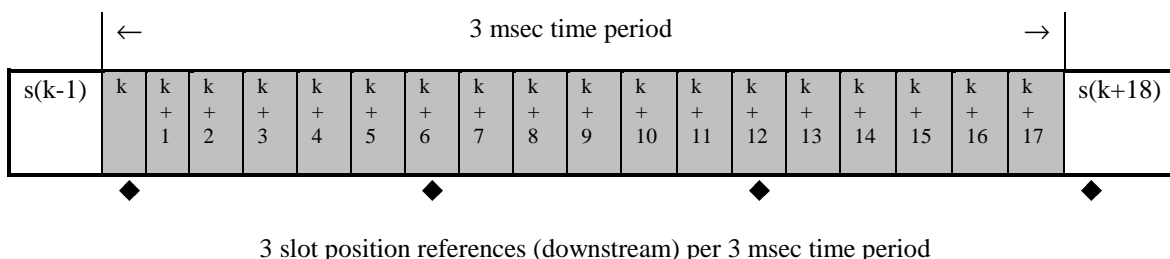 ← 3 msec time period →
s(k-1) k k + 1 k + 2 k + 3 k + 4 k + 5 k + 6 k + 7 k + 8 k + 9 k + 10 k + 11 k + 12 k + 13 k + 14 k + 15 k + 16 k + 17 s(k+18)
3 slot position references (downstream) per 3 msec time period